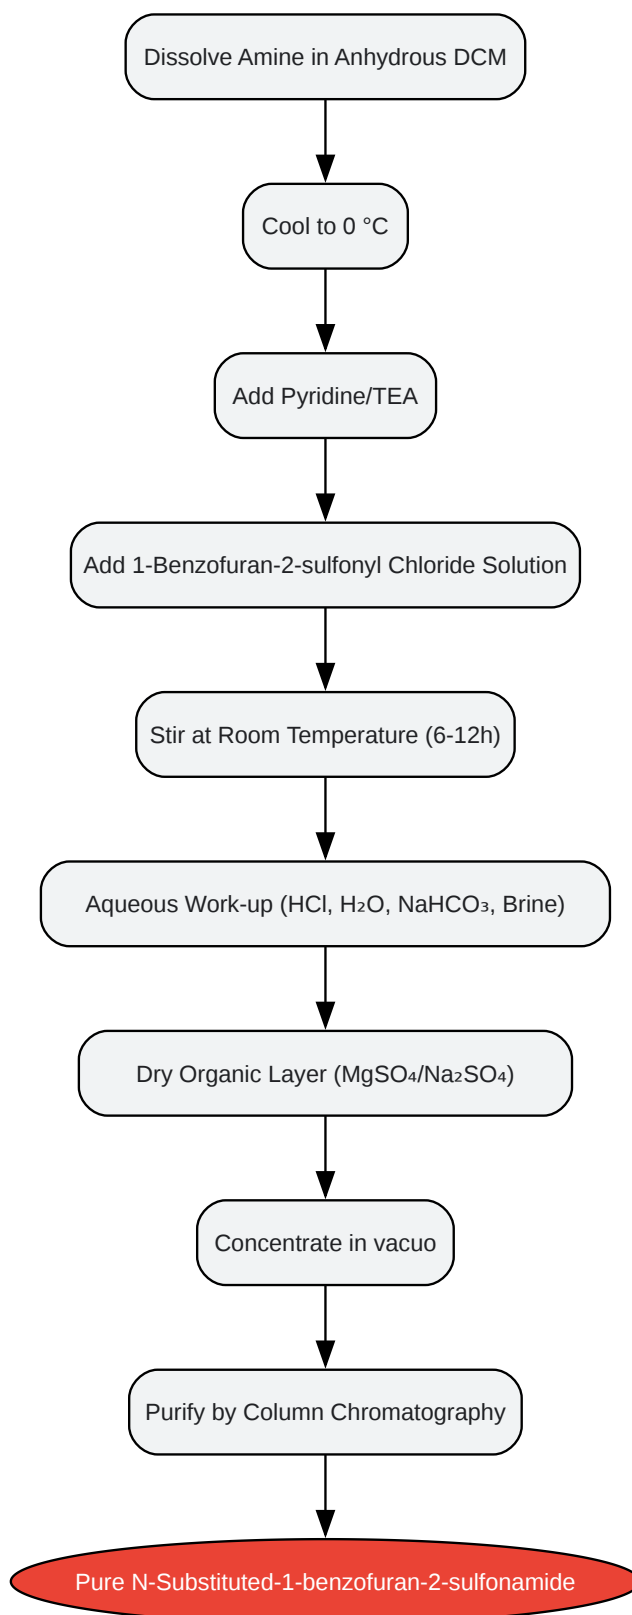 Dissolve Amine in Anhydrous DCM
Cool to 0 °C
Add Pyridine/TEA
Add 1-Benzofuran-2-sulfonyl Chloride Solution
Stir at Room Temperature (6-12h)
Aqueous Work-up (HCl, H₂O, NaHCO₃, Brine)
Dry Organic Layer (MgSO₄/Na₂SO₄)
Concentrate in vacuo
Purify by Column Chromatography
Pure N-Substituted-1-benzofuran-2-sulfonamide